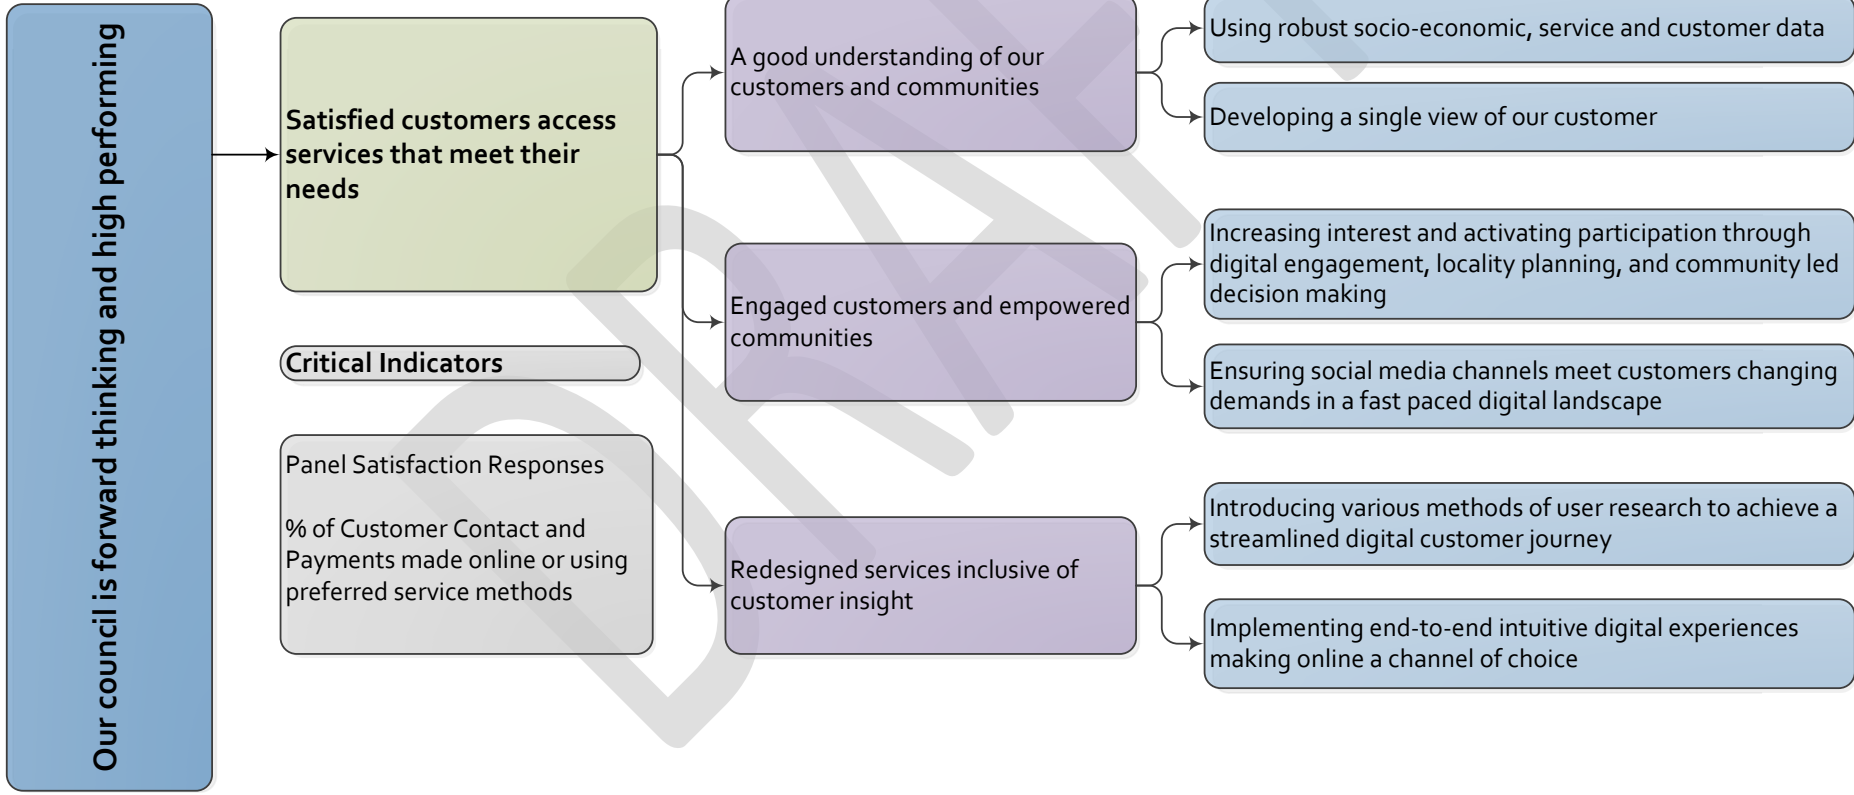 Our council is forward thinking and high performing
Satisfied customers access
services that meet their
needs
Critical Indicators
Panel Satisfaction Responses
% of Customer Contact and
Payments made online or using
preferred service methods
A good understanding of our
customers and communities
Engaged customers and empowered
communities
Redesigned services inclusive of
customer insight
Using robust socio-economic, service and customer data
Developing a single view of our customer
Increasing interest and activating participation through
digital engagement, locality planning, and community led
decision making
Ensuring social media channels meet customers changing
demands in a fast paced digital landscape
Introducing various methods of user research to achieve a
streamlined digital customer journey
Implementing end-to-end intuitive digital experiences
making online a channel of choice